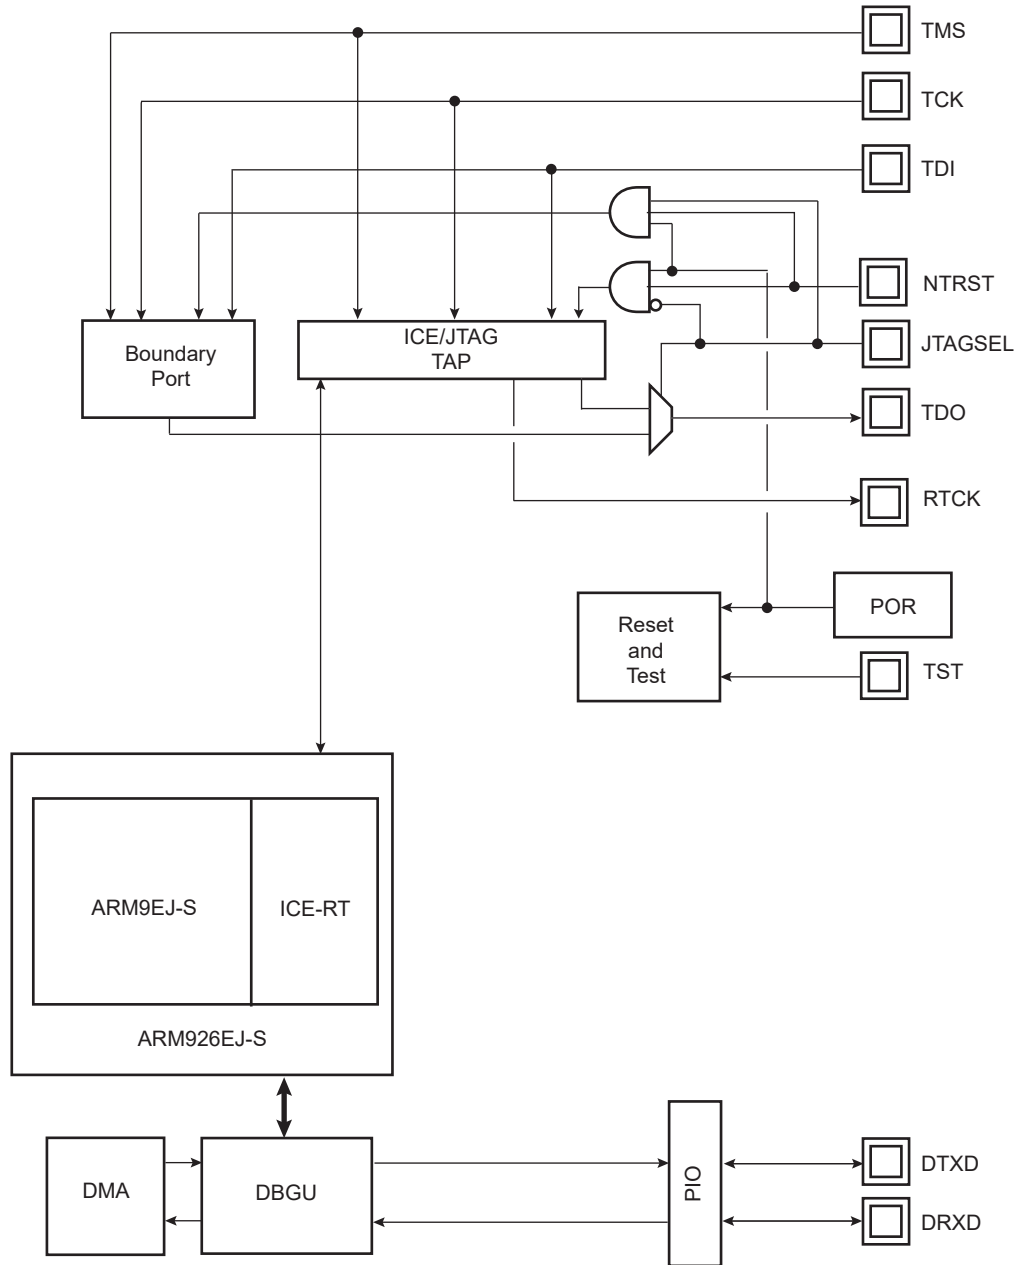 TMS
TCK
TDI
NTRST
JTAGSEL
TDO
RTCK
Boundary
Port
ICE/JTAG
TAP
POR
Reset
and
Test
TST
ARM9EJ-S
ICE-RT
ARM926EJ-S
DMA
DBGU
PIO
DTXD
DRXD